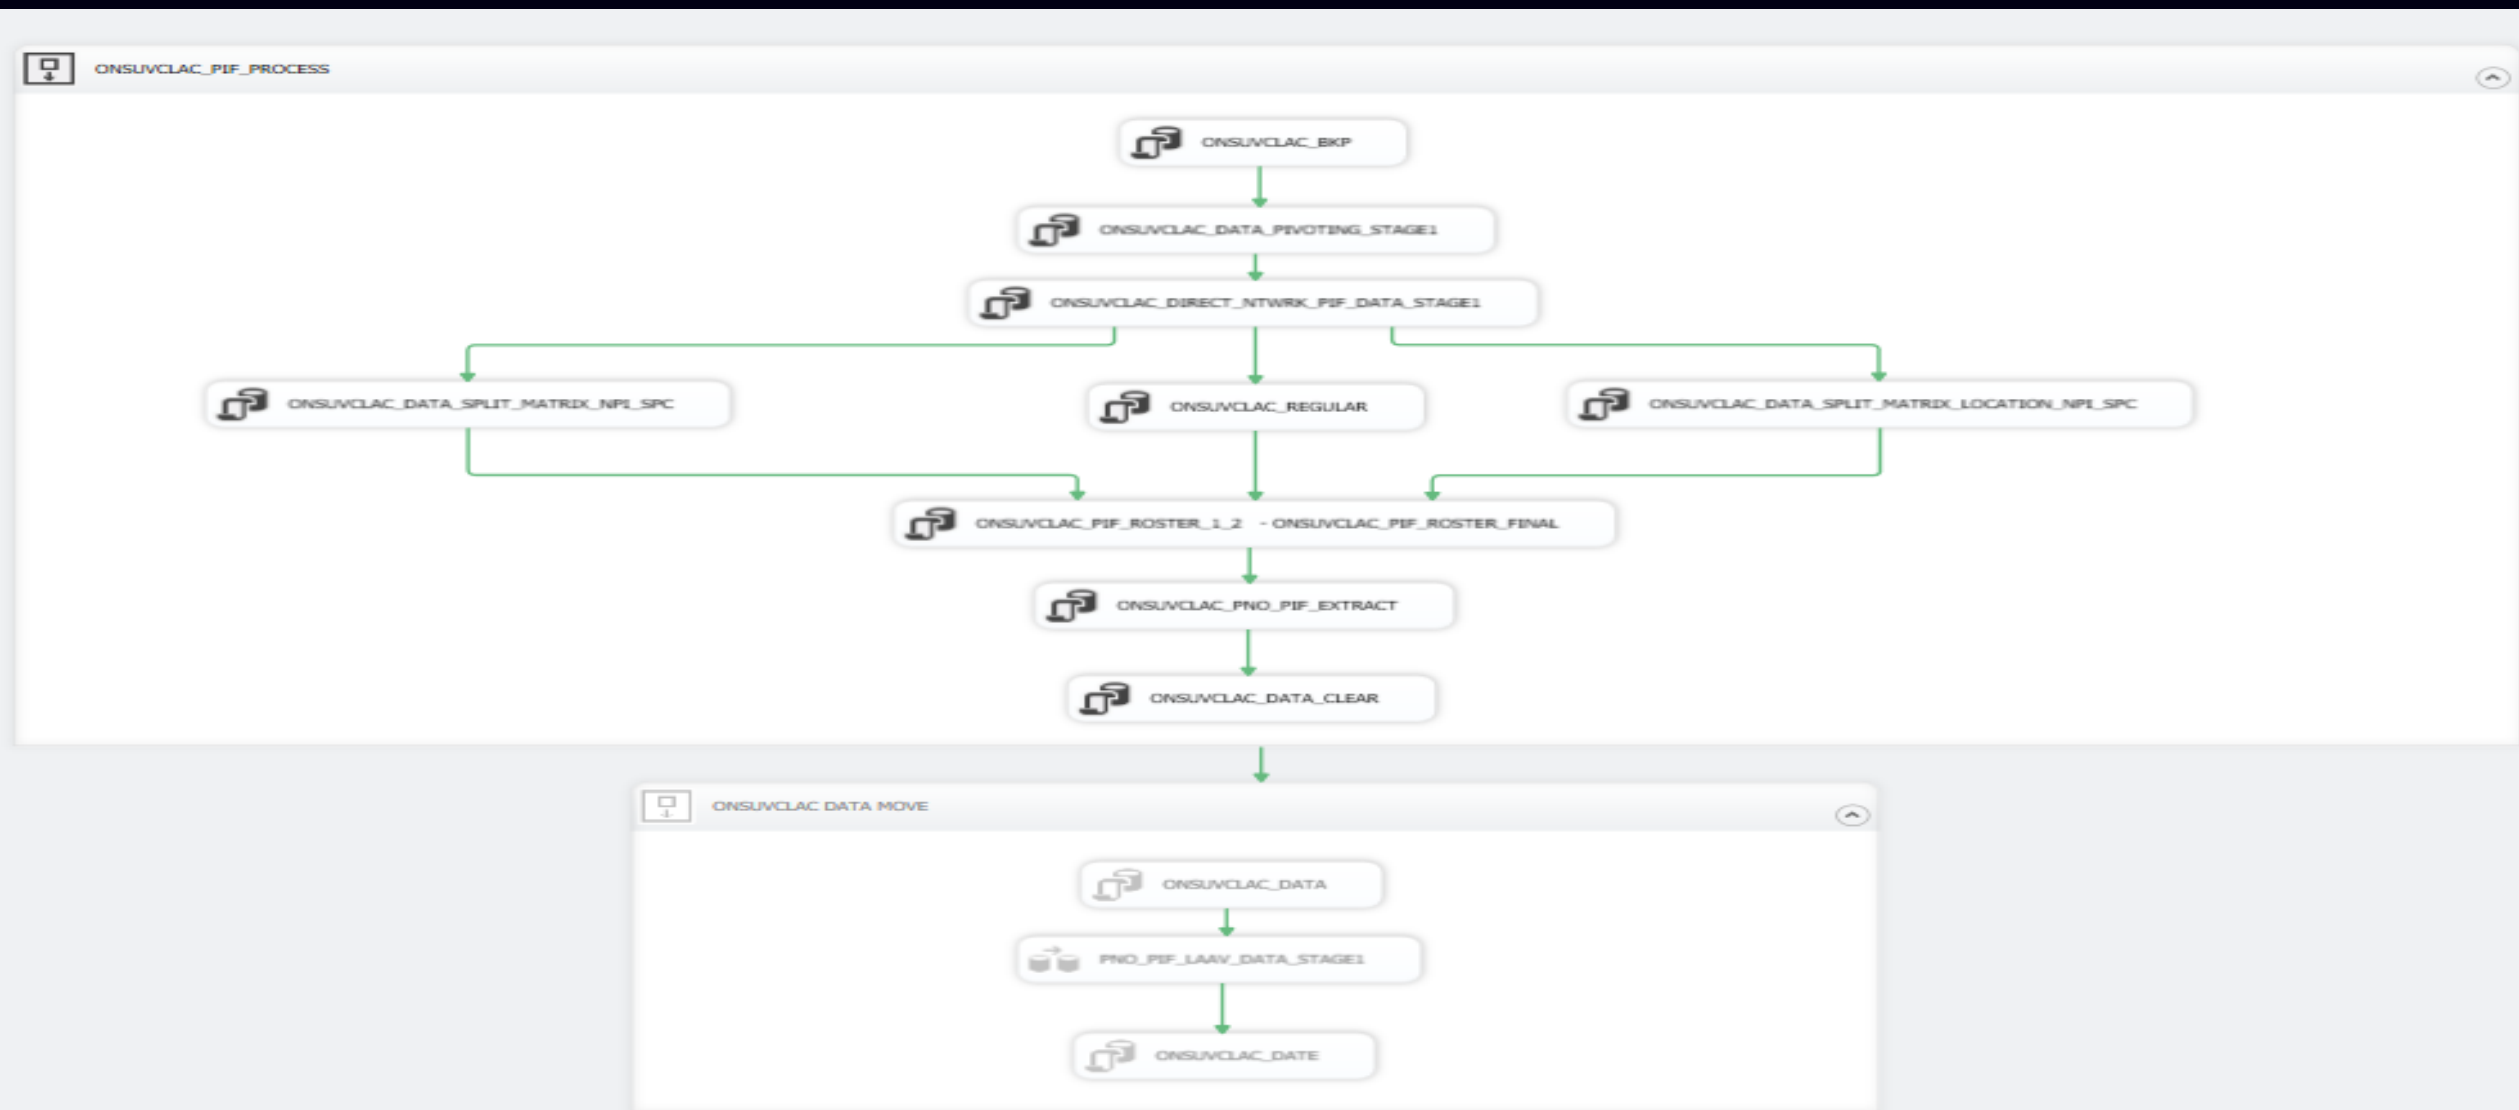 ONSUVCLAC_PIF_PROCESS
ONSUVCLAC_BKP
ONSUVCLAC_DATA_PIVOTING_STAGE1
ONSUVCLAC_DIRECT_NTWRK_PIF_DATA_STAGE1
ONSUVCLAC_DATA_SPLIT_MATRIX_NPI_SPC
ONSUVCLAC_REGULAR
ONSUVCLAC_DATA_SPLIT_MATRIX_LOCATION_NPI_SPC
ONSUVCLAC_PIF_ROSTER_1_2 - ONSUVCLAC_PIF_ROSTER_FINAL
ONSUVCLAC_PNO_PIF_EXTRACT
ONSUVCLAC_DATA_CLEAR
ONSUVCLAC DATA MOVE
ONSUVCLAC_DATA
PNO_PIF_LAAV_DATA_STAGE1
ONSUVCLAC_DATE